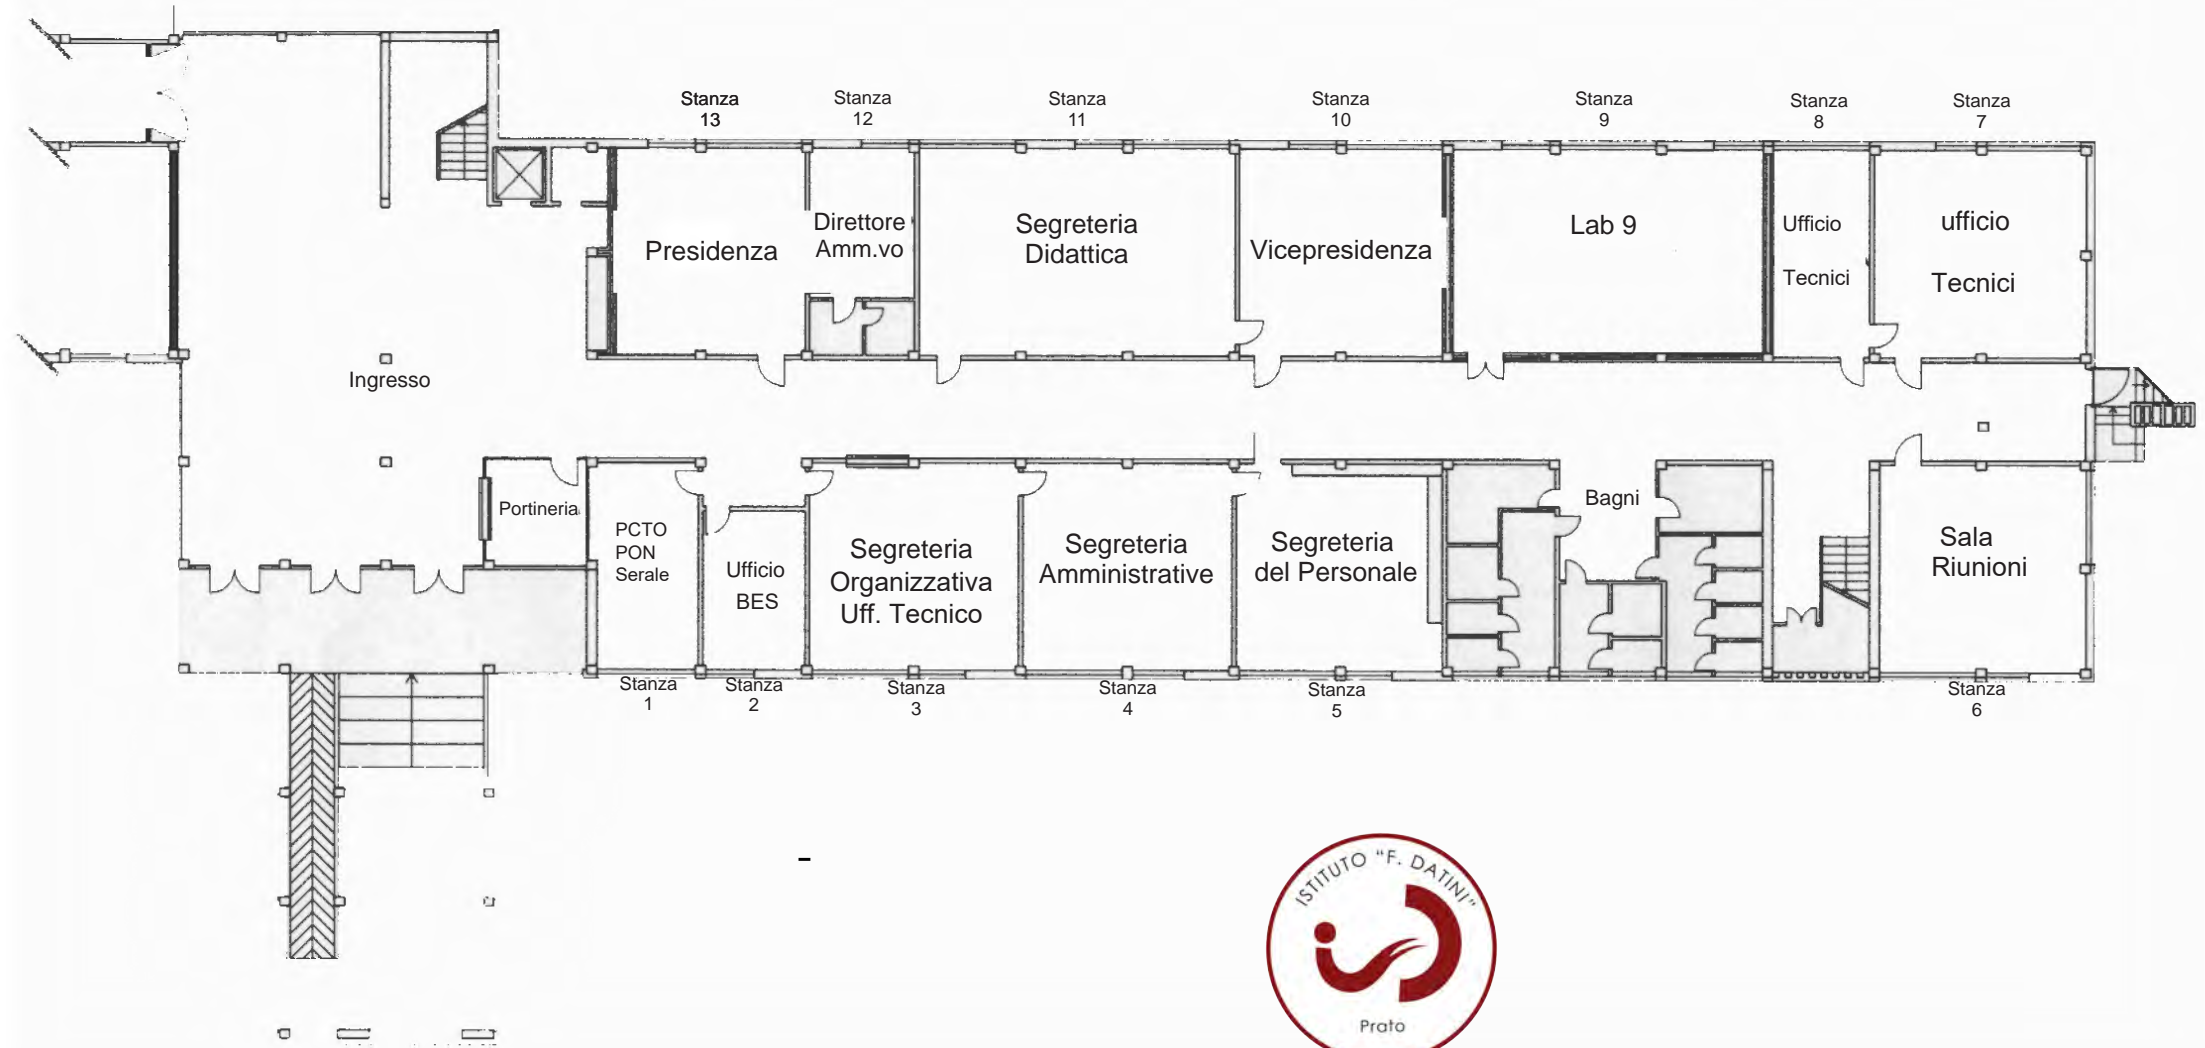 Stanza
13
Stanza
12
Stanza
11
Stanza
10
Stanza
9
Stanza
8
Stanza
7
Presidenza
Direttore
Amm.vo
Segreteria
Didattica
Vicepresidenza
Lab 9
Ufficio
Tecnici
ufficio
Tecnici
Ingresso
Portineria
PCTO
PON
Serale
Ufficio
BES
Segreteria
Organizzativa
Uff. Tecnico
Segreteria
Amministrative
Segreteria
del Personale
Bagni
Sala
Riunioni
Stanza
1
Stanza
2
Stanza
3
Stanza
4
Stanza
5
Stanza
6
-
ISTITUTO "F. DATINI"
Prato